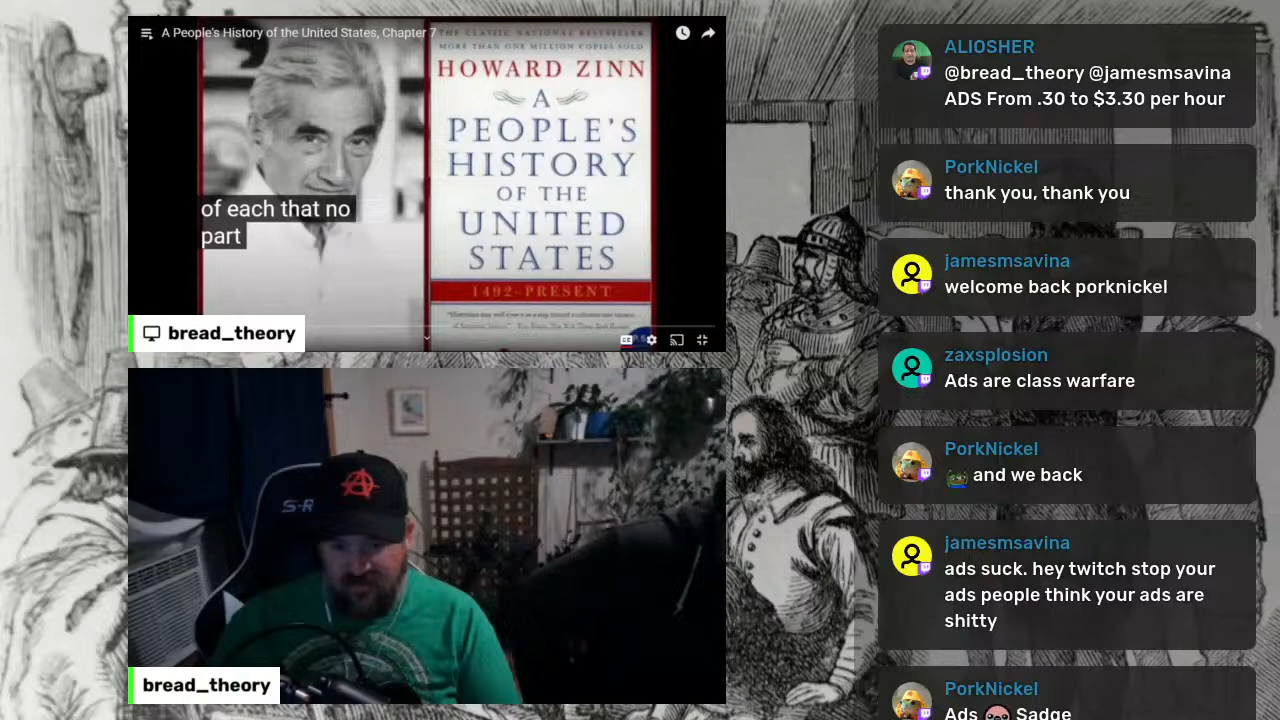 A People's History of the United States, Chapter 7
THE CLASSIC NATIONAL BESTSELLER
MORE THAN ONE MILLION COPIES SOLD
HOWARD ZINN
A
PEOPLE'S
HISTORY
OF THE
UNITED
STATES
1492–PRESENT
of each that no
part
CC
bread_theory
S-R
bread_theory
ALIOSHER
@bread_theory @jamesmsavina
ADS From .30 to $3.30 per hour
PorkNickel
thank you, thank you
jamesmsavina
welcome back porknickel
zaxsplosion
Ads are class warfare
PorkNickel
and we back
jamesmsavina
ads suck. hey twitch stop your
ads people think your ads are
shitty
PorkNickel
Ads Sadge